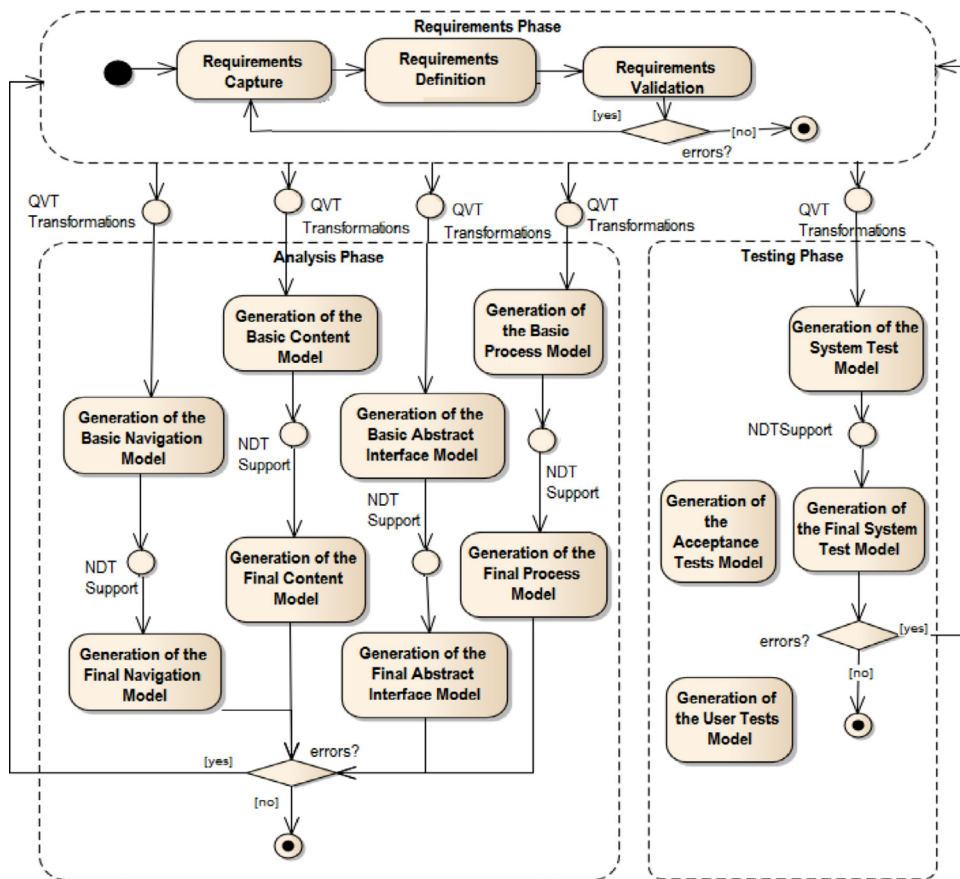 Requirements Phase
Requirements
Capture
Requirements
Definition
Requirements
Validation
[yes]
[no]
errors?
QVT
Transformations
QVT
Transformations
QVT
Transformations
QVT
Transformations
QVT
Transformations
Analysis Phase
Generation of the
Basic Content
Model
Generation of
the Basic
Process Model
Generation of the
Basic Navigation
Model
Generation of the
Basic Abstract
Interface Model
NDT
Support
NDT
Support
NDT
Support
NDT
Support
Generation of the
Final Content
Model
Generation of the
Final Process
Model
Generation of the
Final Navigation
Model
Generation of the
Final Abstract
Interface Model
errors?
[yes]
[no]
Testing Phase
Generation of the
System Test
Model
NDTSupport
Generation of
the
Acceptance
Tests Model
Generation of
the Final System
Test Model
errors?
[yes]
[no]
Generation of
the User Tests
Model